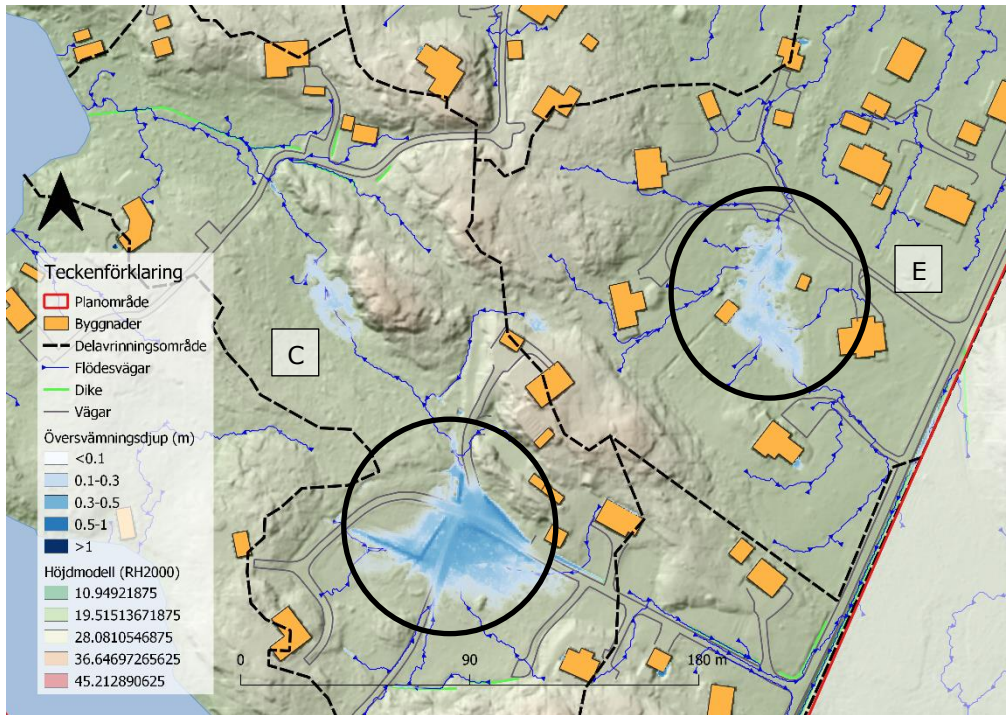 E
C
Teckenförklaring
Planområde
Byggnader
Delavrinningsområde
Flödesvägar
Dike
Vägar
Översvämningsdjup (m)
<0.1
0.1-0.3
0.3-0.5
0.5-1
>1
Höjdmodell (RH2000)
10.94921875
19.51513671875
28.0810546875
36.64697265625
45.212890625
0 90 180 m